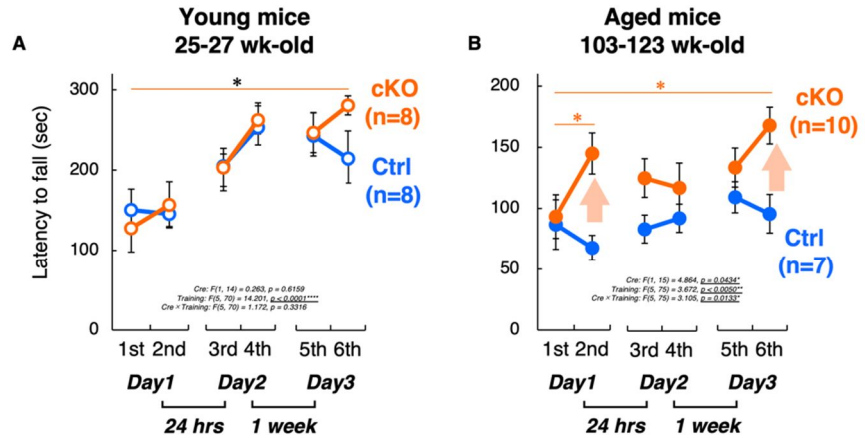 Young mice
25-27 wk-old
A
Latency to fall (sec)
300
200
100
0
*
cKO
(n=8)
Ctrl
(n=8)
Cre: F(1, 14) = 0.263, p = 0.6159
Training: F(5, 70) = 14.201, p < 0.0001****
Cre × Training: F(5, 70) = 1.172, p = 0.3316
1st 2nd 3rd 4th 5th 6th
Day1 Day2 Day3
24 hrs 1 week
Aged mice
103-123 wk-old
B
200
150
100
50
0
*
*
cKO
(n=10)
Ctrl
(n=7)
Cre: F(1, 15) = 4.864, p = 0.0434*
Training: F(5, 75) = 3.672, p < 0.0050**
Cre × Training: F(5, 75) = 3.105, p = 0.0133*
1st 2nd 3rd 4th 5th 6th
Day1 Day2 Day3
24 hrs 1 week